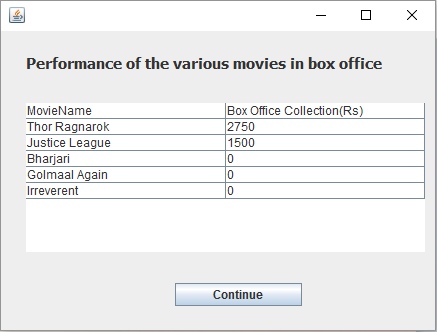 Performance of the various movies in box office
MovieName Box Office Collection(Rs)
Thor Ragnarok 2750
Justice League 1500
Bharjari 0
Golmaal Again 0
Irreverent 0
Continue